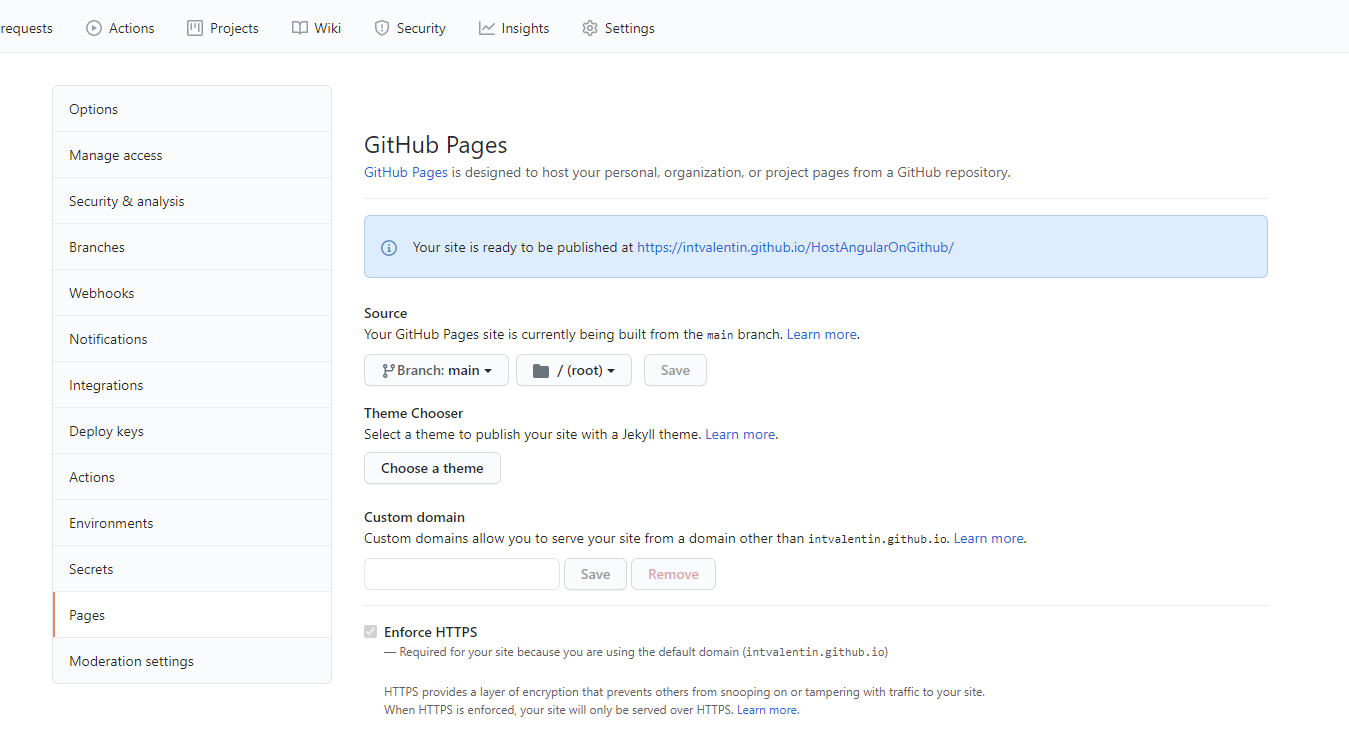 requests Actions Projects Wiki Security Insights Settings
Options
Manage access
Security & analysis
Branches
Webhooks
Notifications
Integrations
Deploy keys
Actions
Environments
Secrets
Pages
Moderation settings
GitHub Pages
GitHub Pages is designed to host your personal, organization, or project pages from a GitHub repository.
Your site is ready to be published at https://intvalentin.github.io/HostAngularOnGithub/
Source
Your GitHub Pages site is currently being built from the main branch. Learn more.
Branch: main / (root) Save
Theme Chooser
Select a theme to publish your site with a Jekyll theme. Learn more.
Choose a theme
Custom domain
Custom domains allow you to serve your site from a domain other than intvalentin.github.io. Learn more.
Save Remove
Enforce HTTPS
— Required for your site because you are using the default domain (intvalentin.github.io)
HTTPS provides a layer of encryption that prevents others from snooping on or tampering with traffic to your site.
When HTTPS is enforced, your site will only be served over HTTPS. Learn more.